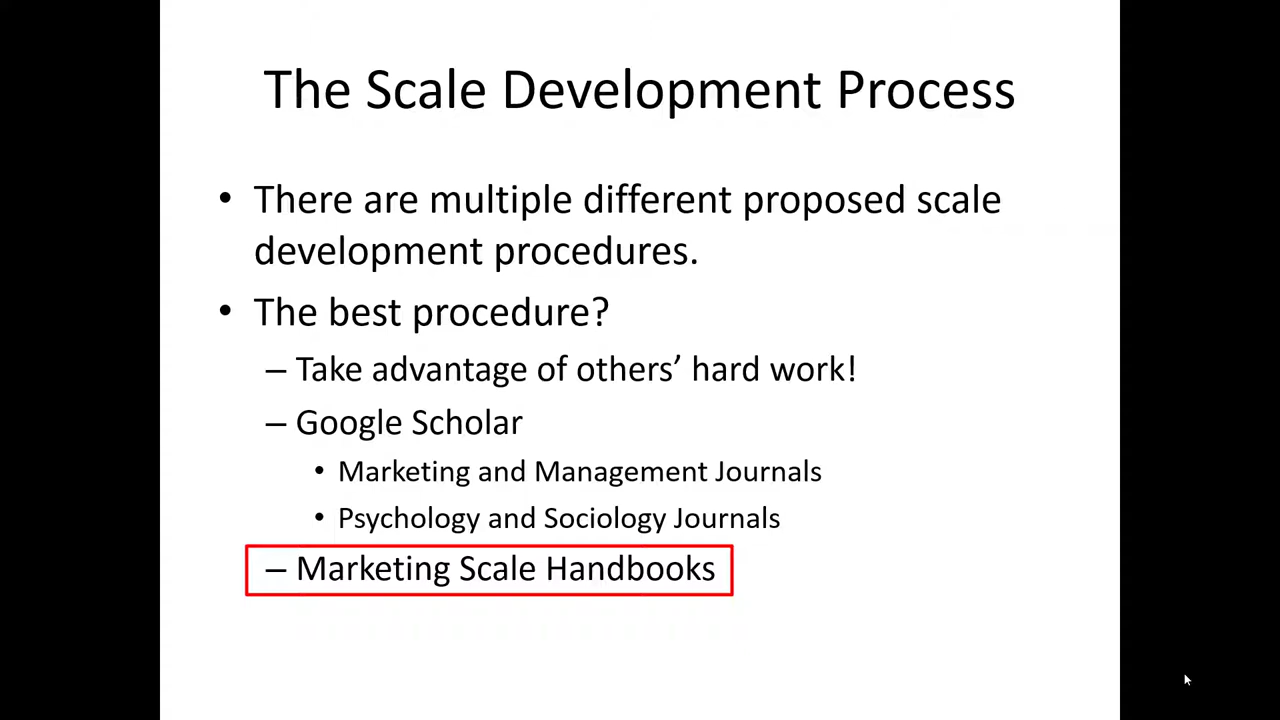 The Scale Development Process
• There are multiple different proposed scale
development procedures.
• The best procedure?
– Take advantage of others’ hard work!
– Google Scholar
• Marketing and Management Journals
• Psychology and Sociology Journals
– Marketing Scale Handbooks